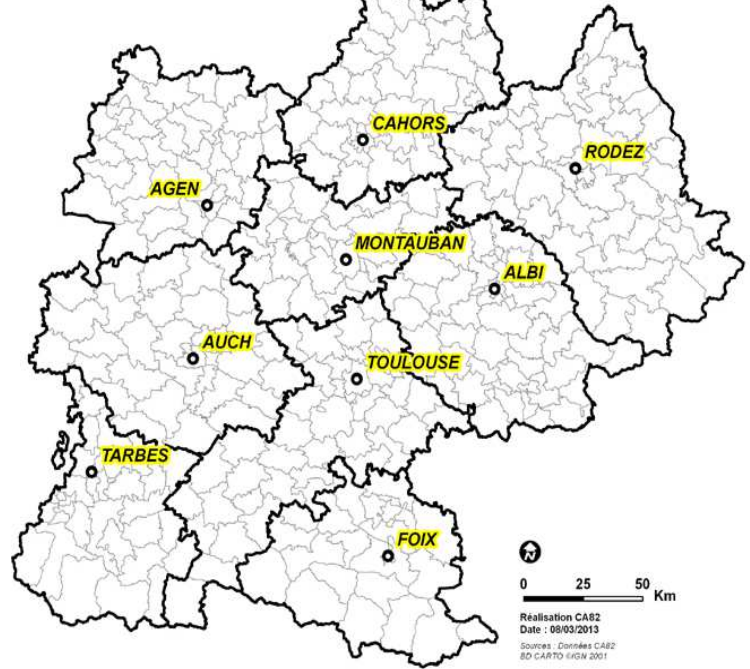 CAHORS
RODEZ
AGEN
MONTAUBAN
ALBI
AUCH
TOULOUSE
TARBES
FOIX
N
0 25 50 Km
Réalisation CA82
Date : 08/03/2013
Sources : Données CA82
BD CARTO ©IGN 2001